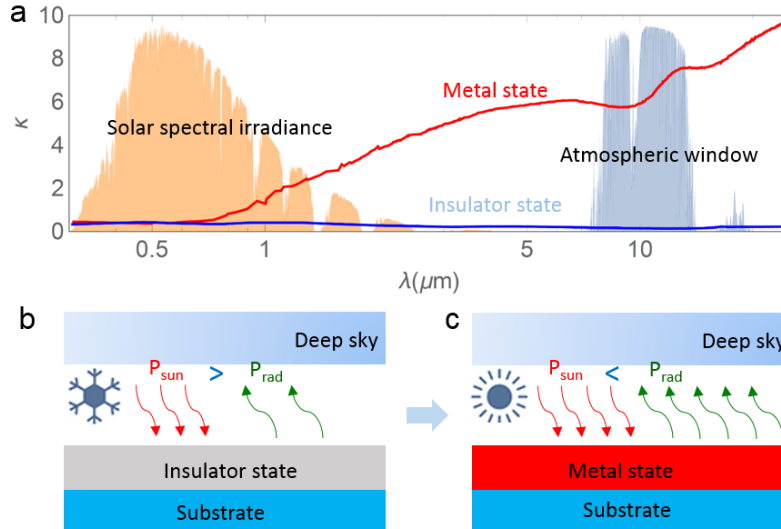 a
10
8
6
4
2
0
κ
Metal state
Solar spectral irradiance
Atmospheric window
Insulator state
0.5
1
5
10
λ(μm)
b
Deep sky
P_sun > P_rad
Insulator state
Substrate
c
Deep sky
P_sun < P_rad
Metal state
Substrate